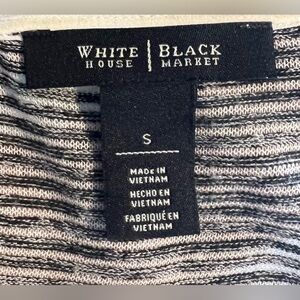 WHITE | BLACK
HOUSE | MARKET
S
MADE IN
VIETNAM
HECHO EN
VIETNAM
FABRIQUÉ EN
VIETNAM